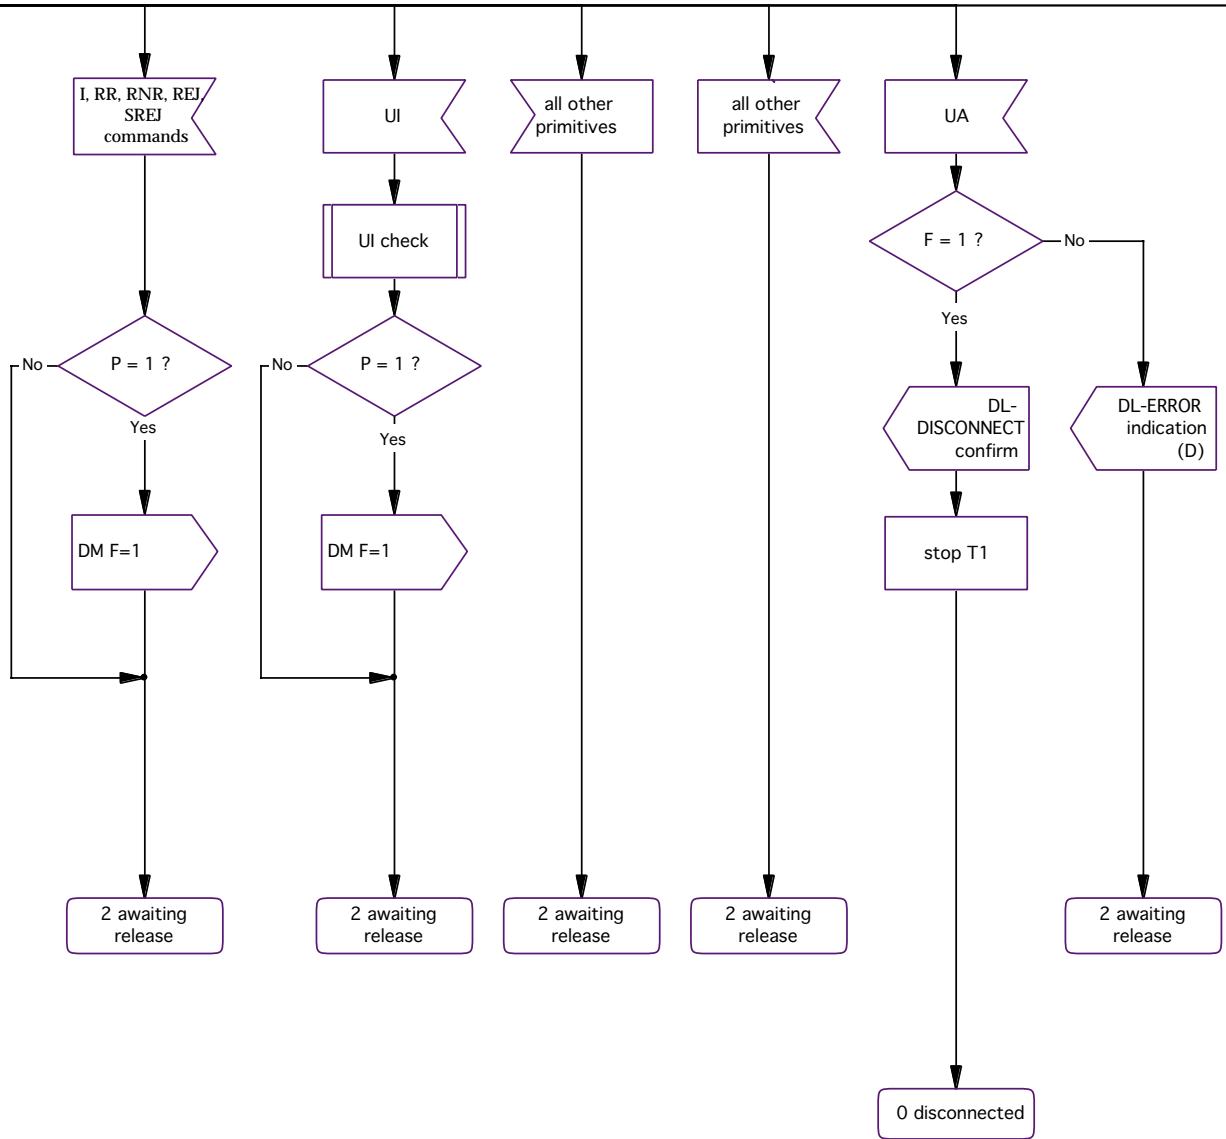 I, RR, RNR, REJ,
SREJ
commands
UI
all other
primitives
all other
primitives
UA
UI check
F = 1 ?
No
Yes
No
P = 1 ?
Yes
No
P = 1 ?
Yes
DL-
DISCONNECT
confirm
DL-ERROR
indication
(D)
DM F=1
DM F=1
stop T1
2 awaiting
release
2 awaiting
release
2 awaiting
release
2 awaiting
release
2 awaiting
release
0 disconnected